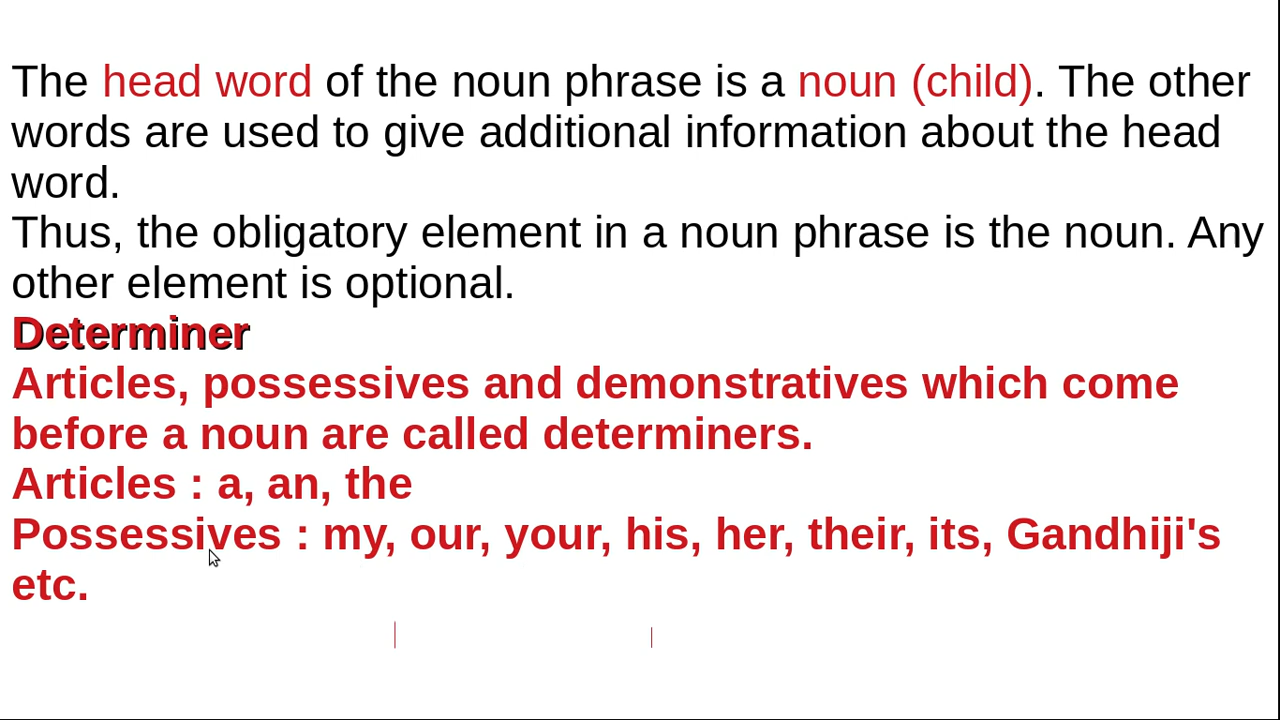 The head word of the noun phrase is a noun (child). The other
words are used to give additional information about the head
word.
Thus, the obligatory element in a noun phrase is the noun. Any
other element is optional.
Determiner
Articles, possessives and demonstratives which come
before a noun are called determiners.
Articles : a, an, the
Possessives : my, our, your, his, her, their, its, Gandhiji's
etc.